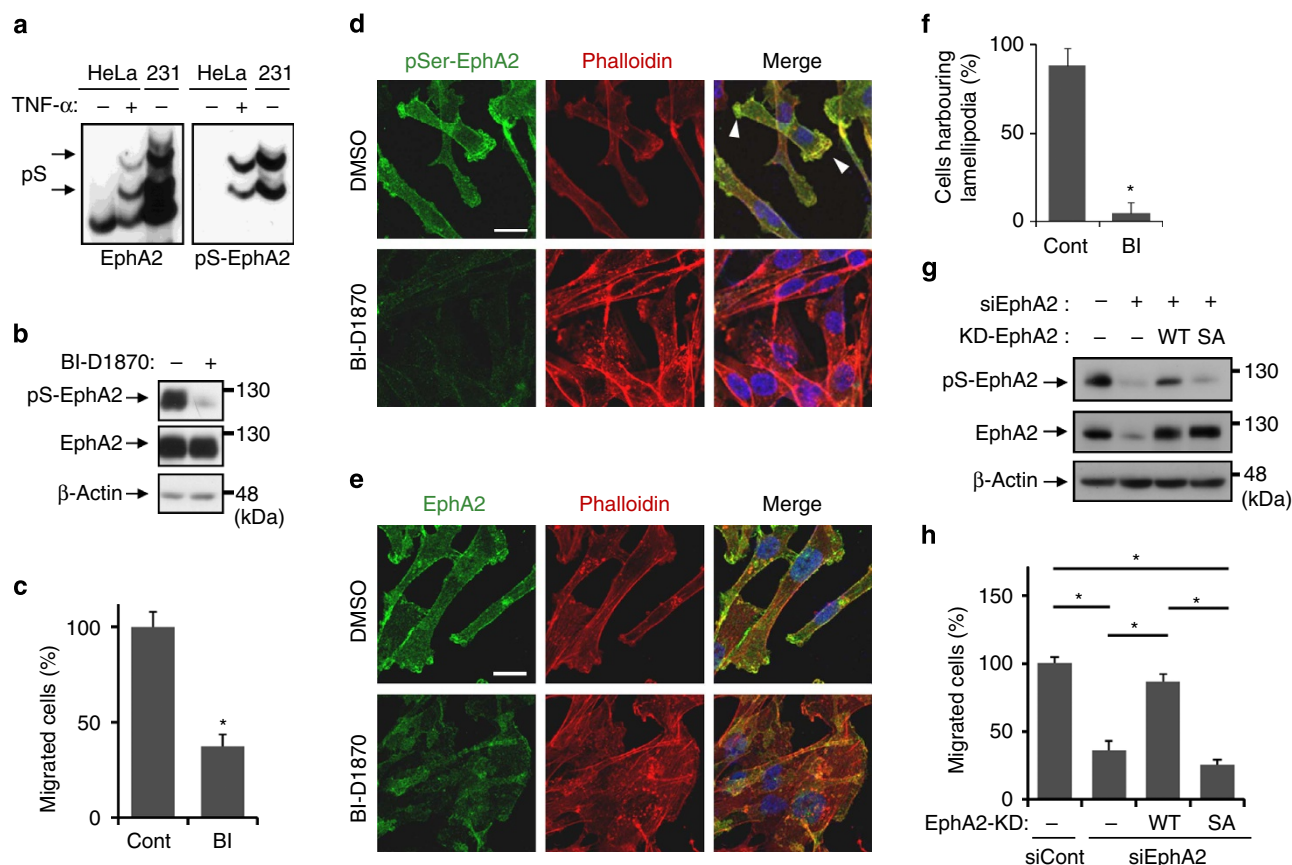 a
HeLa 231 HeLa 231
TNF-α: – + – +
pS
EphA2 pS-EphA2
b
BI-D1870: – +
pS-EphA2 130
EphA2 130
β-Actin 48
(kDa)
c
Migrated cells (%)
100
50
0
Cont BI
*
d
pSer-EphA2 Phalloidin Merge
DMSO
BI-D1870
e
EphA2 Phalloidin Merge
DMSO
BI-D1870
f
Cells harbouring
lamellipodia (%)
100
50
0
*
Cont BI
g
siEphA2 : – + + +
KD-EphA2 : – – WT SA
pS-EphA2 130
EphA2 130
β-Actin 48
(kDa)
h
Migrated cells (%)
150
100
50
0
* * * *
EphA2-KD: – – WT SA
siCont siEphA2